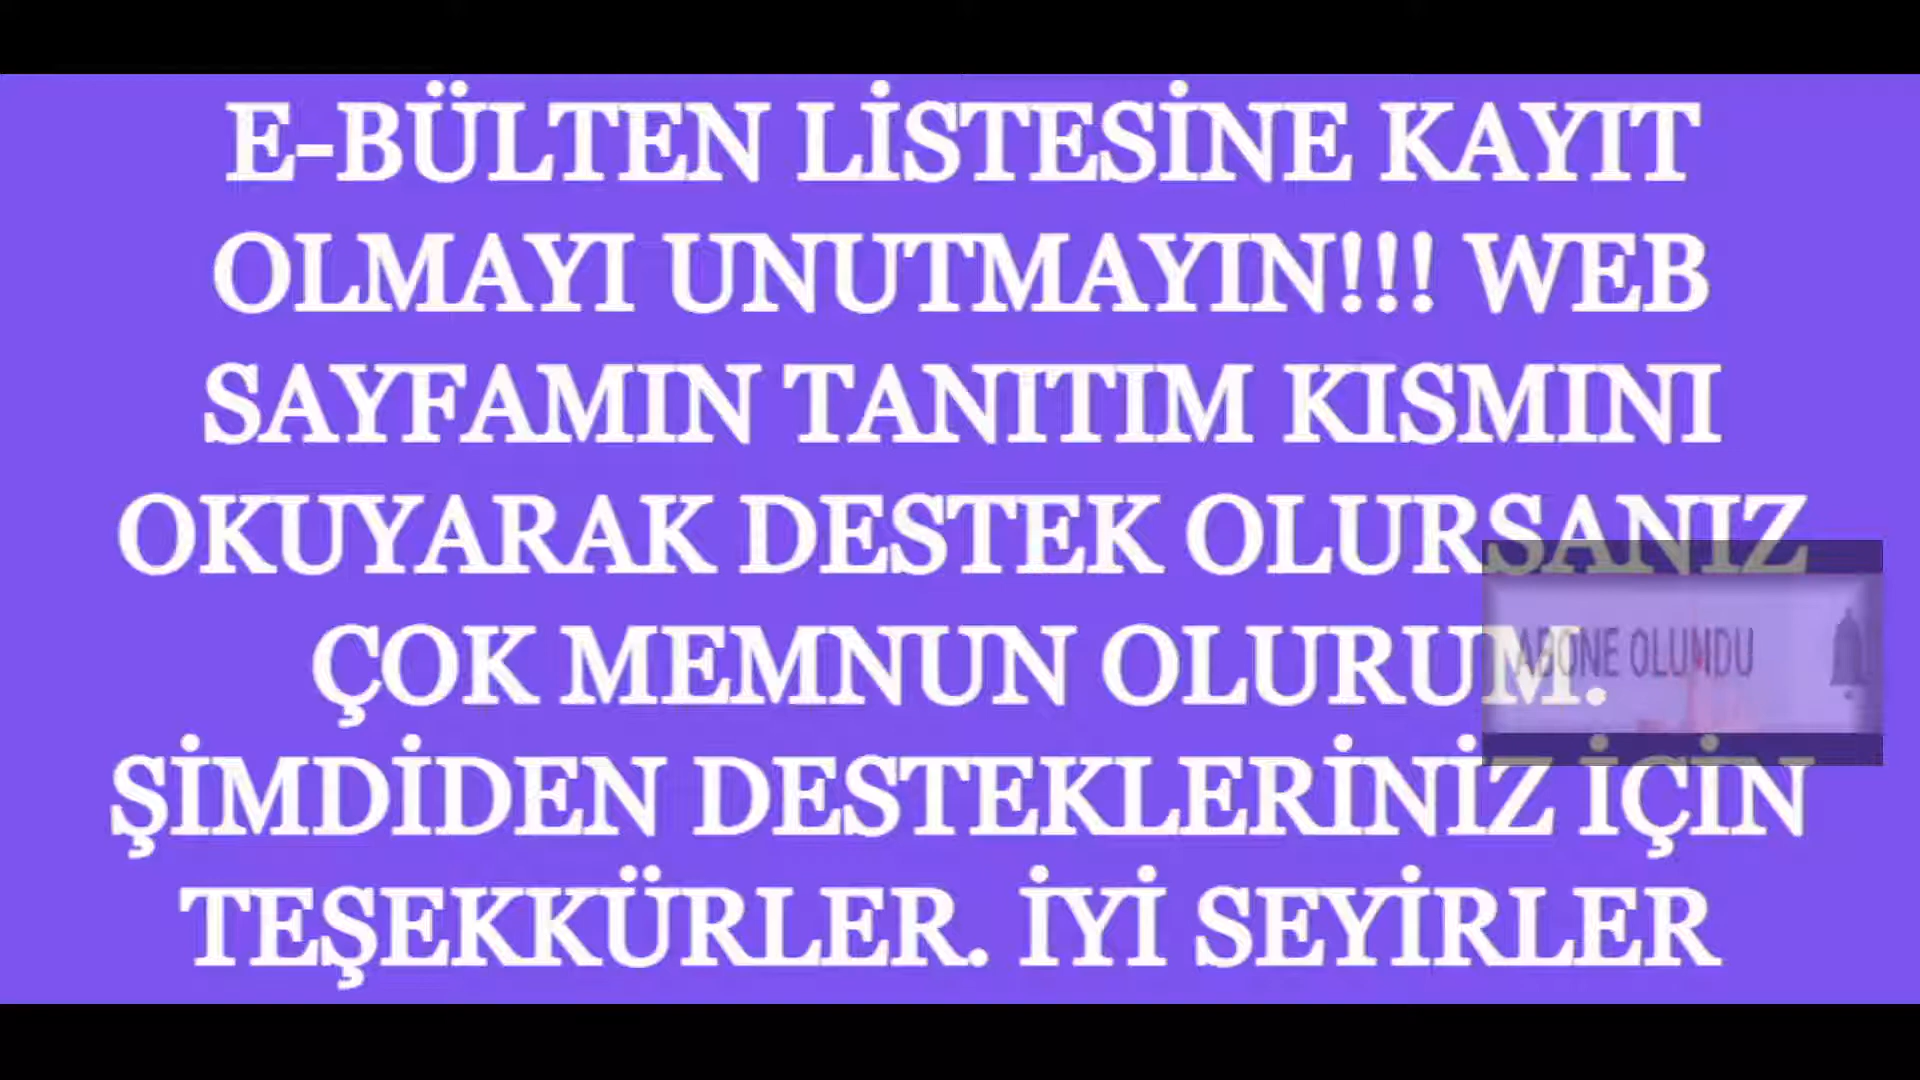 E-BÜLTEN LİSTESİNE KAYIT
OLMAYI UNUTMAYIN!!! WEB
SAYFAMIN TANITIM KISMINI
OKUYARAK DESTEK OLURSANIZ
ÇOK MEMNUN OLURUM.
ABONE OLUNDU
ŞİMDİDEN DESTEKLERİNİZ İÇİN
TEŞEKKÜRLER. İYİ SEYİRLER